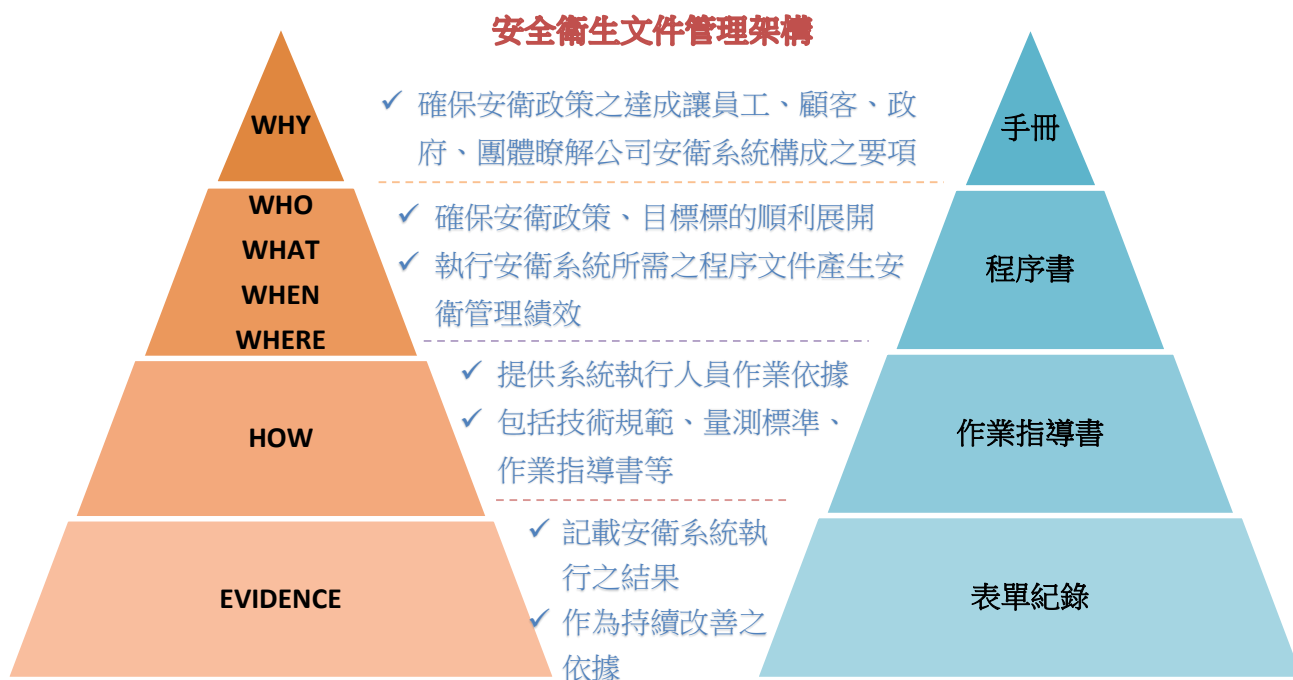 安全衛生文件管理架構
WHY
✓ 確保安衛政策之達成讓員工、顧客、政
府、團體瞭解公司安衛系統構成之要項
手冊
WHO
WHAT
WHEN
WHERE
✓ 確保安衛政策、目標標的順利展開
✓ 執行安衛系統所需之程序文件產生安
衛管理績效
程序書
HOW
✓ 提供系統執行人員作業依據
✓ 包括技術規範、量測標準、
作業指導書等
作業指導書
EVIDENCE
✓ 記載安衛系統執
行之結果
✓ 作為持續改善之
依據
表單紀錄